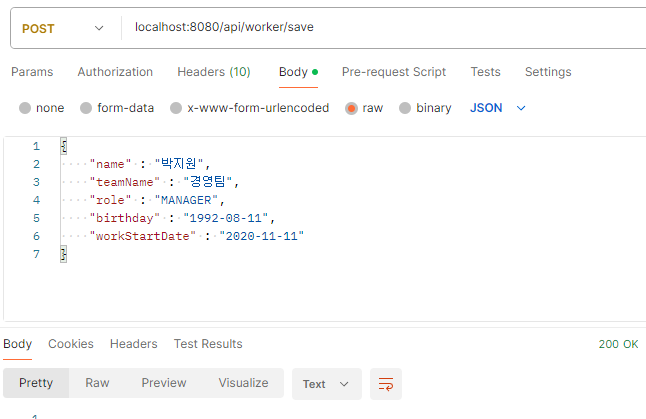 POST localhost:8080/api/worker/save
Params Authorization Headers (10) Body Pre-request Script Tests Settings
none form-data x-www-form-urlencoded raw binary JSON
1 {
2 "name" : "박지원",
3 "teamName" : "경영팀",
4 "role" : "MANAGER",
5 "birthday" : "1992-08-11",
6 "workStartDate" : "2020-11-11"
7 }
Body Cookies Headers Test Results 200 OK
Pretty Raw Preview Visualize Text
1